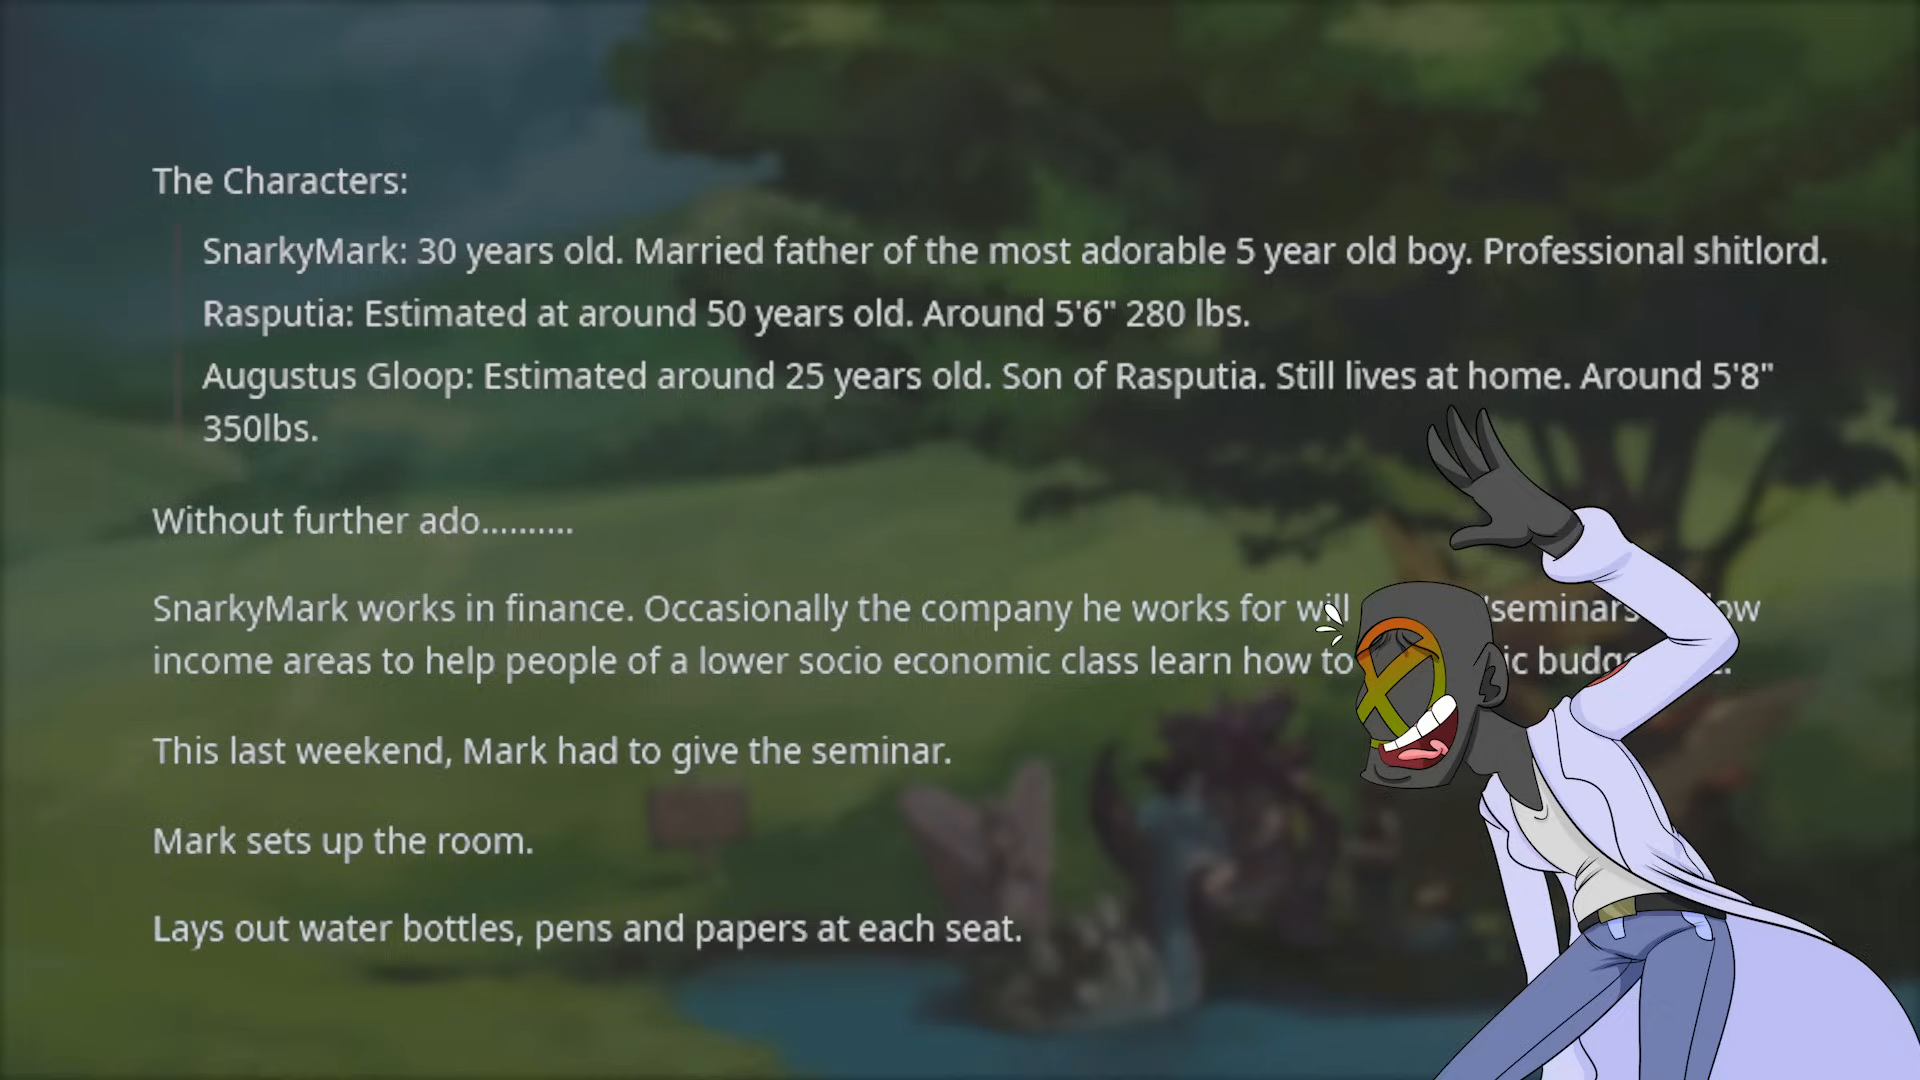 The Characters:
SnarkyMark: 30 years old. Married father of the most adorable 5 year old boy. Professional shitlord.
Rasputia: Estimated at around 50 years old. Around 5'6" 280 lbs.
Augustus Gloop: Estimated around 25 years old. Son of Rasputia. Still lives at home. Around 5'8"
350lbs.
Without further ado..........
SnarkyMark works in finance. Occasionally the company he works for will 'seminars
income areas to help people of a lower socio economic class learn how to
This last weekend, Mark had to give the seminar.
Mark sets up the room.
Lays out water bottles, pens and papers at each seat.